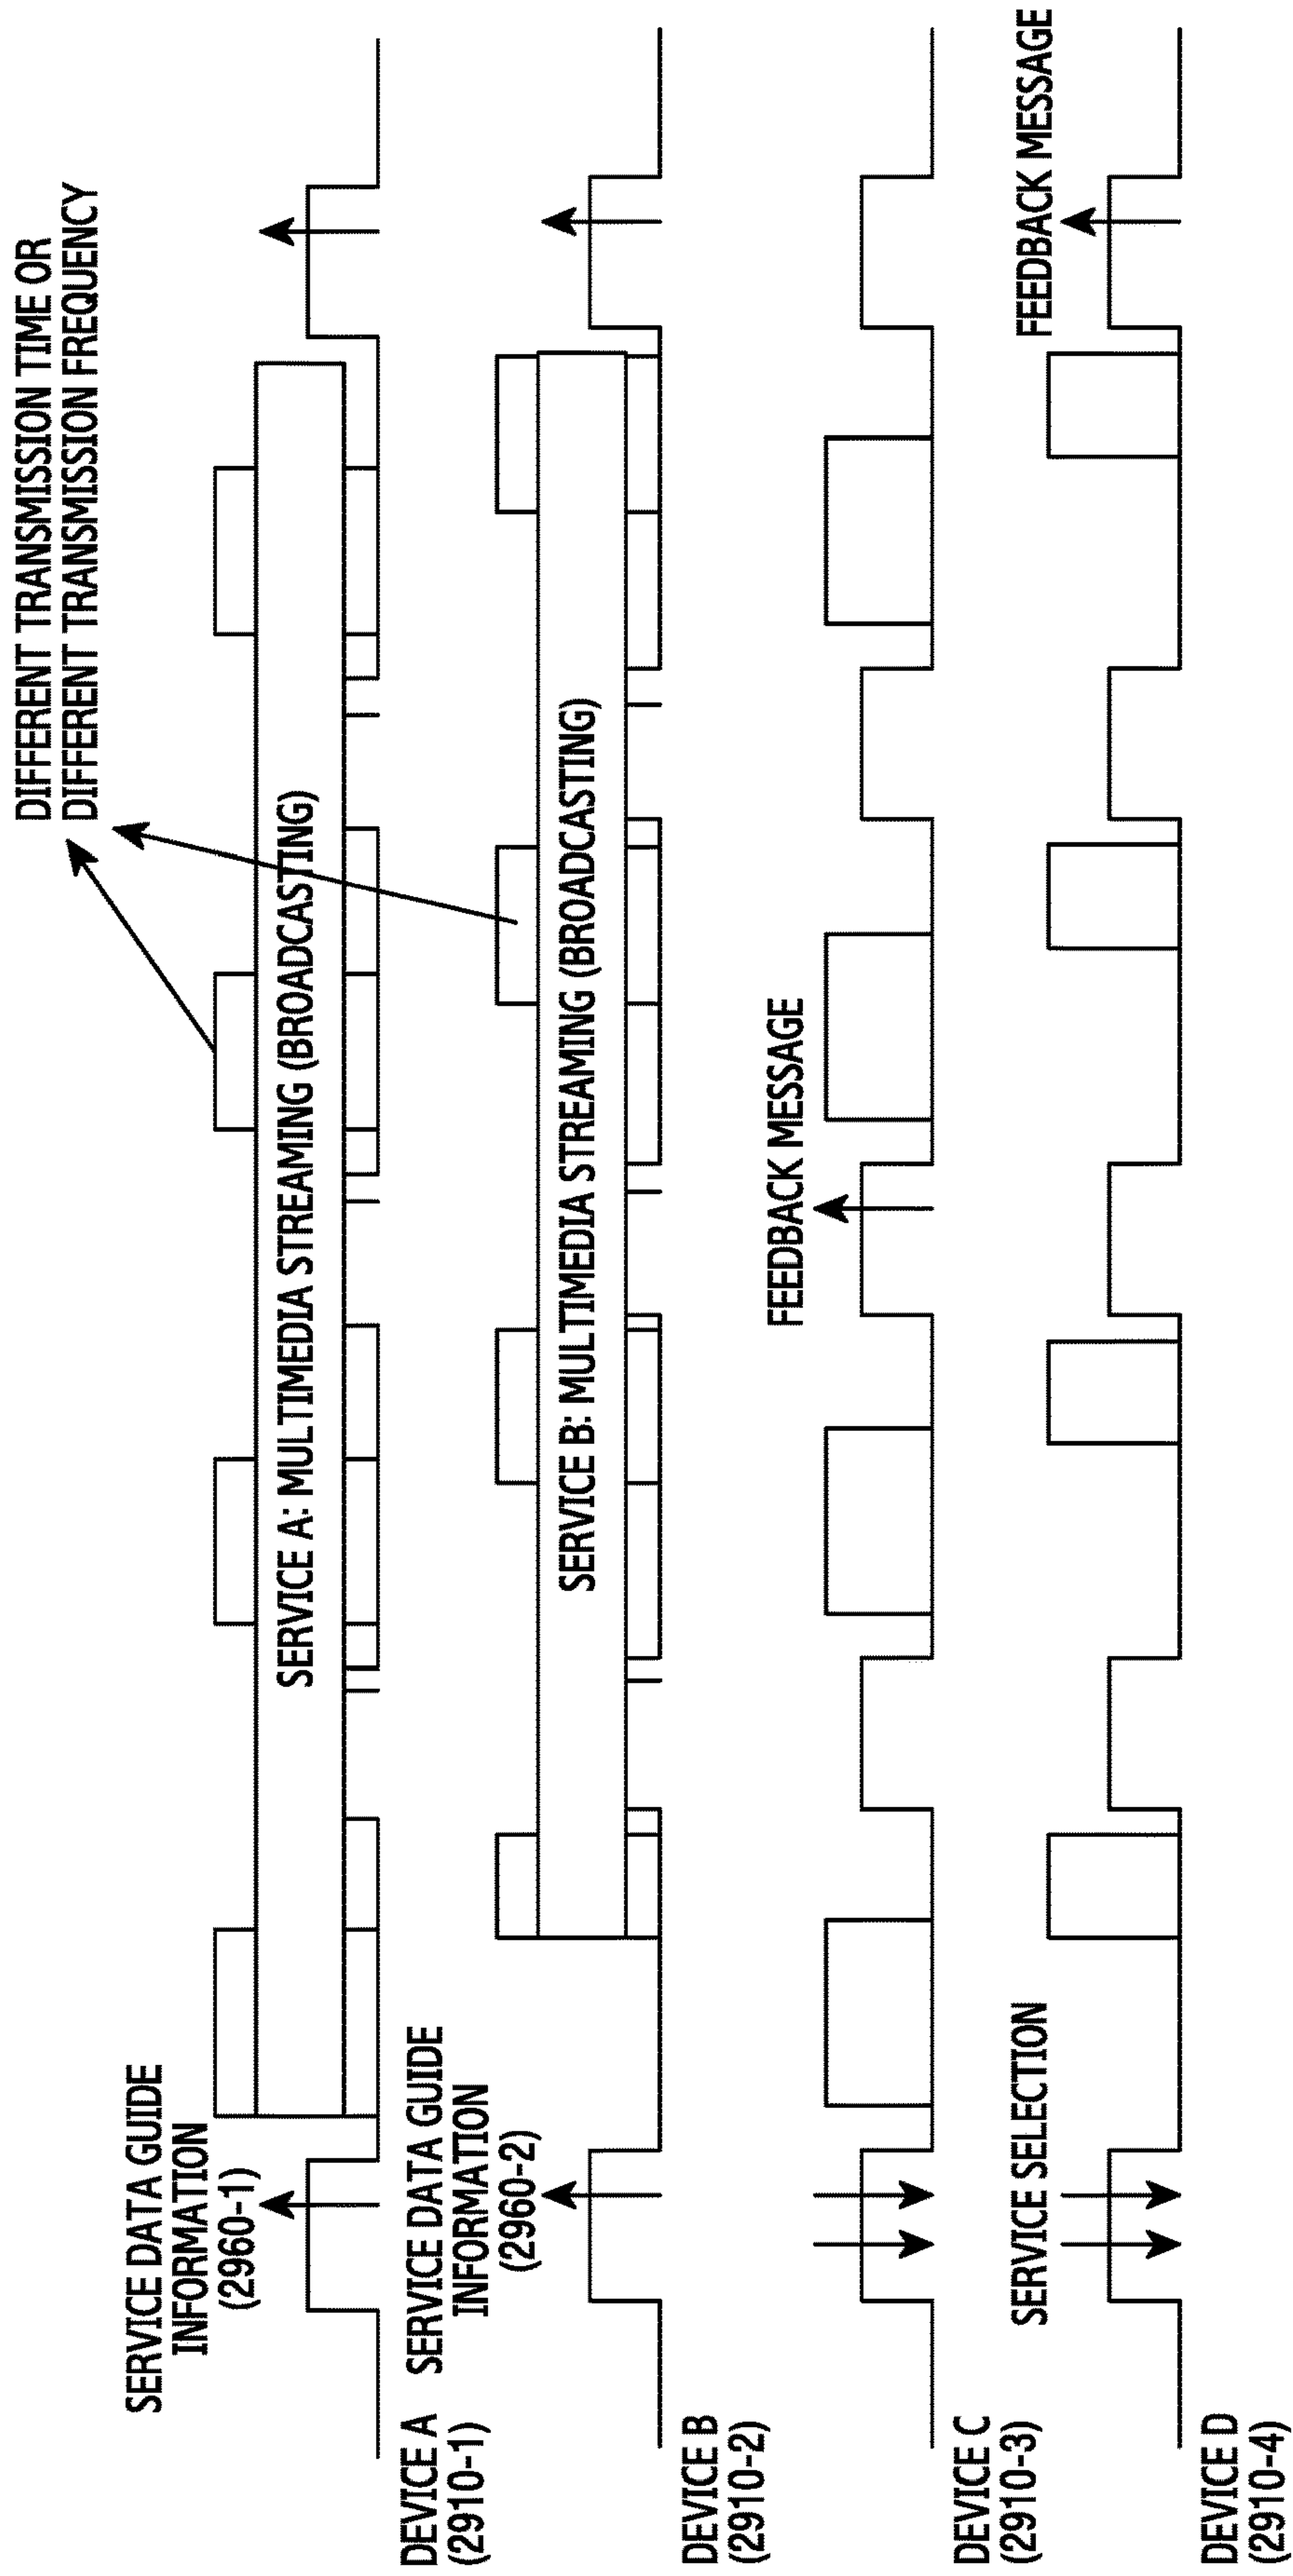 DIFFERENT TRANSMISSION TIME OR
DIFFERENT TRANSMISSION FREQUENCY
SERVICE DATA GUIDE
INFORMATION
(2960-1)
SERVICE A: MULTIMEDIA STREAMING (BROADCASTING)
DEVICE A
(2910-1)
SERVICE DATA GUIDE
INFORMATION
(2960-2)
SERVICE B: MULTIMEDIA STREAMING (BROADCASTING)
DEVICE B
(2910-2)
FEEDBACK MESSAGE
DEVICE C
(2910-3)
SERVICE SELECTION
FEEDBACK MESSAGE
DEVICE D
(2910-4)